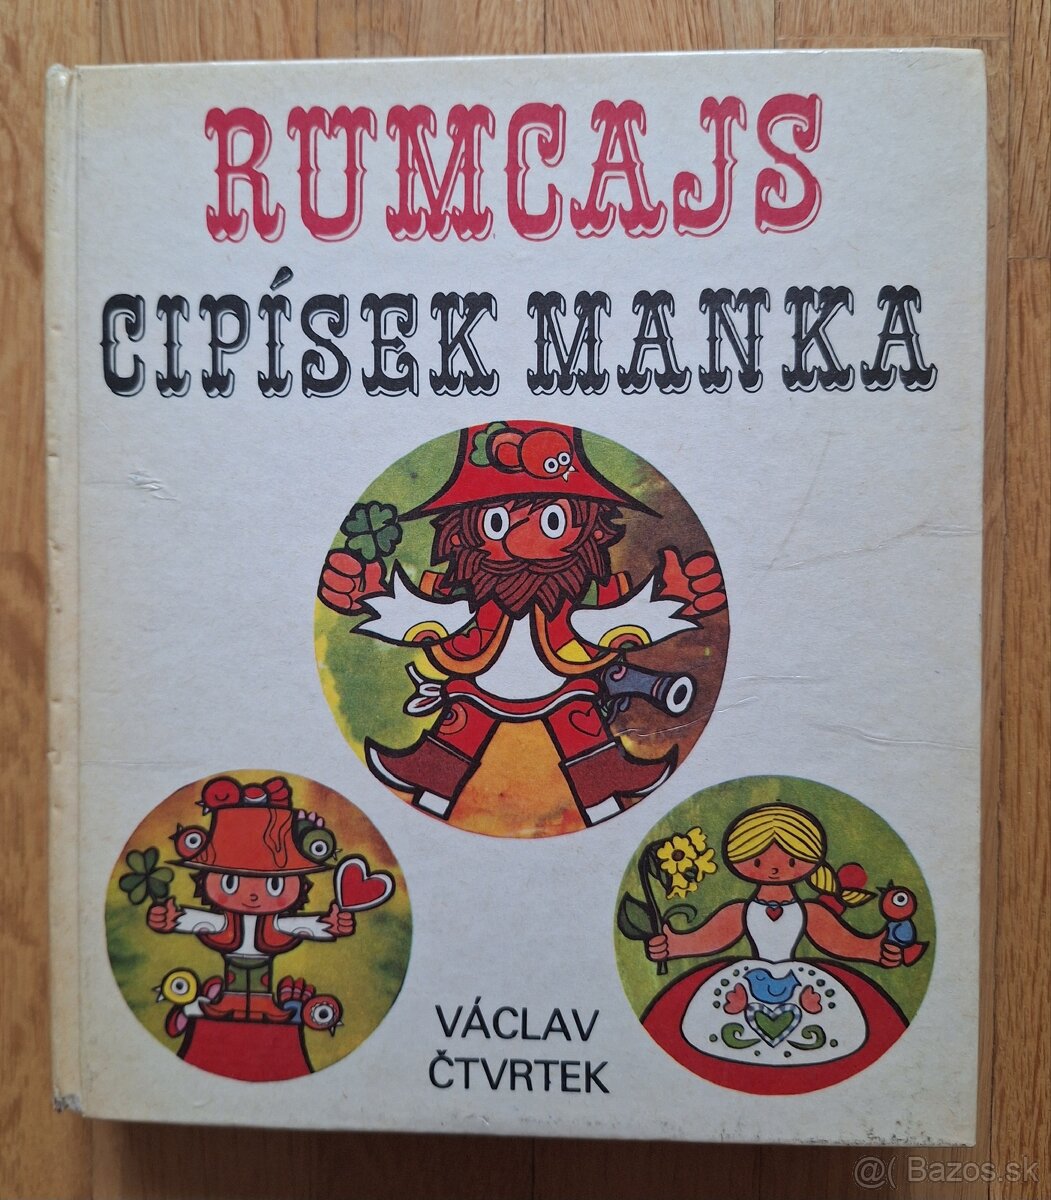 RUMCAJS
CIPÍSEK MANKA
VÁCLAV
ČTVRTEK
@( Bazos.sk